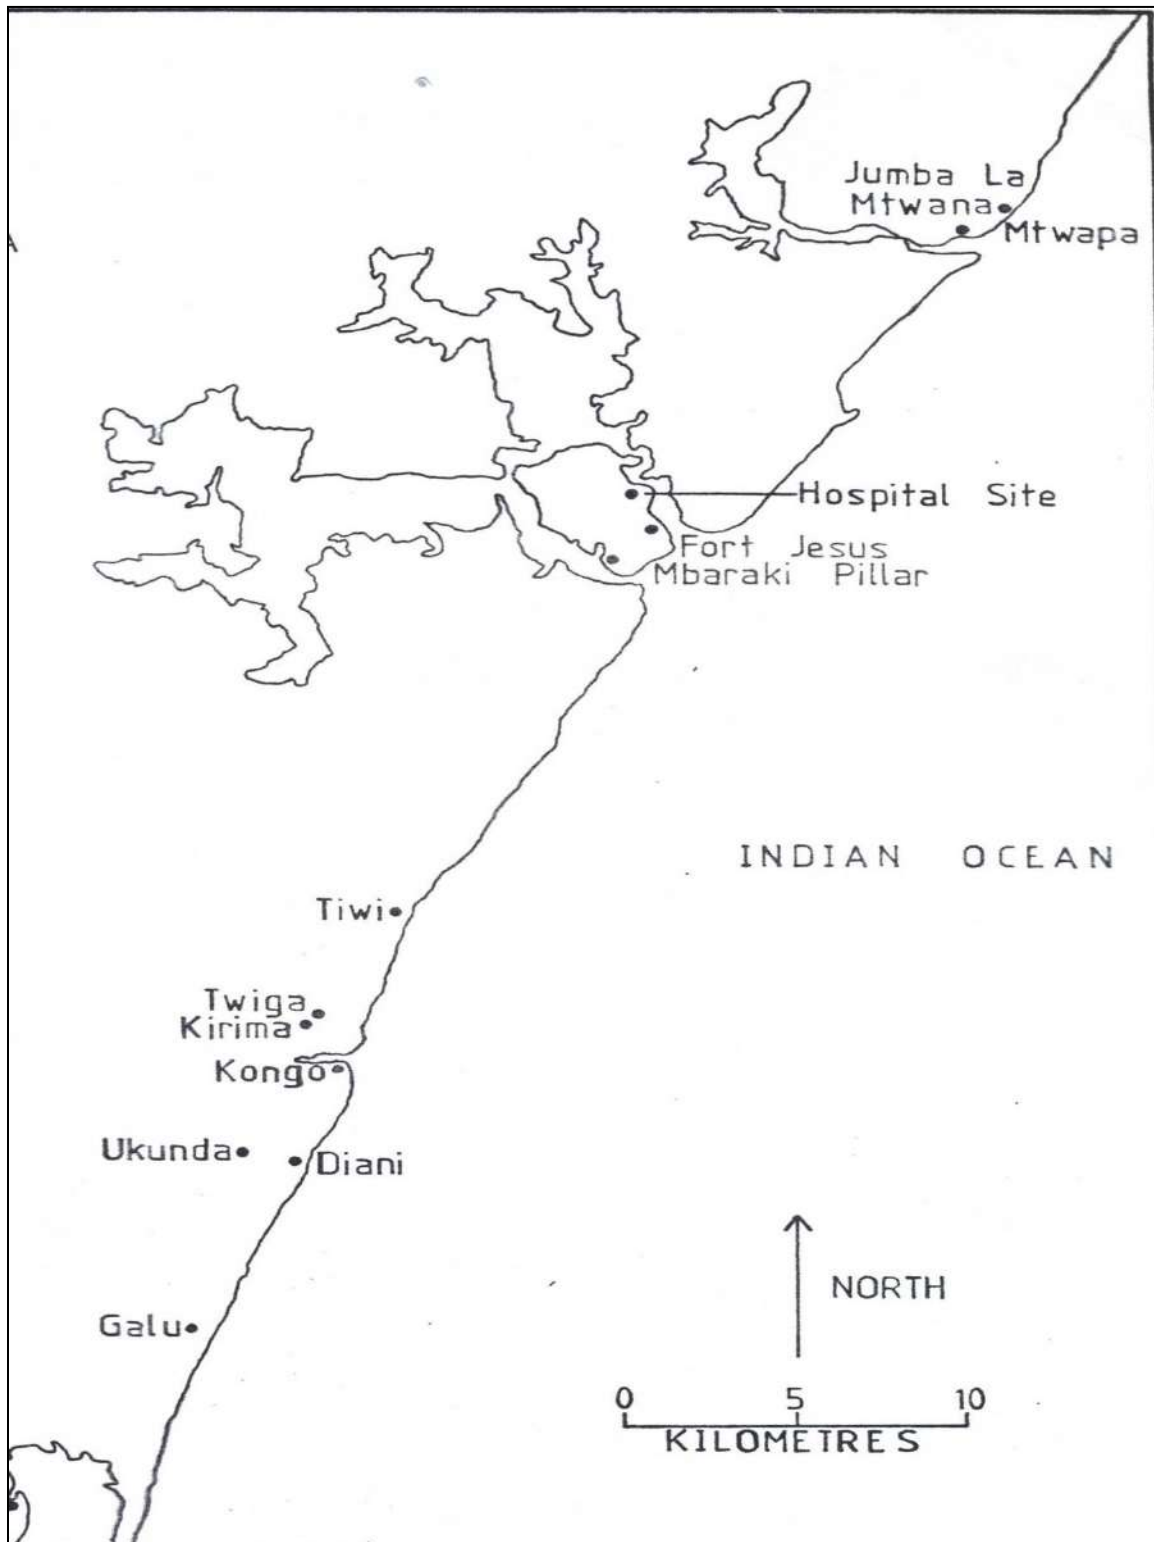 Jumba La
Mtwana
Mtwapa
Hospital Site
Fort Jesus
Mbaraki Pillar
INDIAN OCEAN
Tiwi
Twiga
Kirima
Kongo
Ukunda
Diani
NORTH
Galu
0 5 10
KILOMETRES